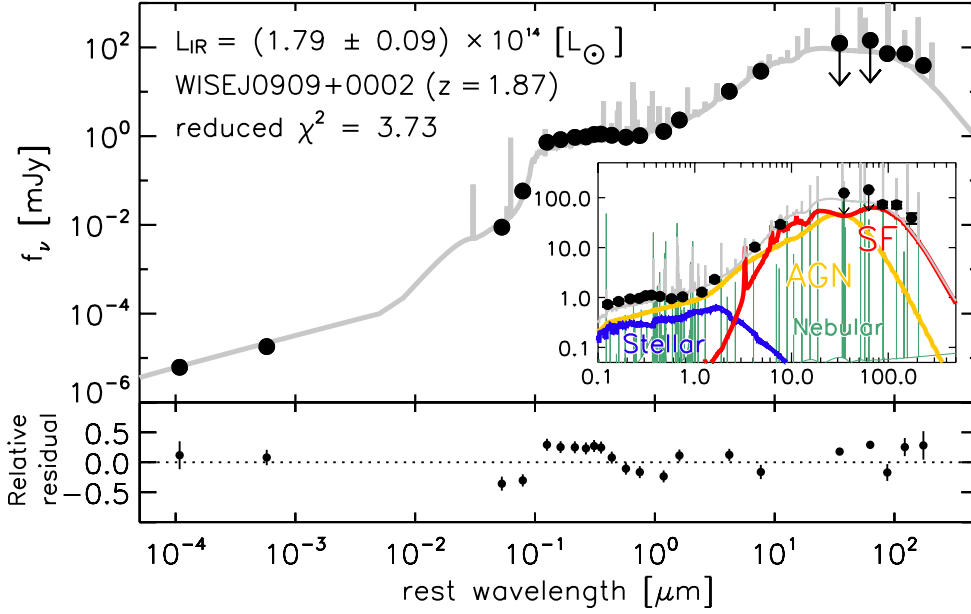 L_IR = (1.79 ± 0.09) ×10¹⁴ [L_⊙]
WISEJ0909+0002 (z = 1.87)
reduced χ² = 3.73
f_ν [mJy]
10²
10⁰
10⁻²
10⁻⁴
10⁻⁶
100.0
10.0
1.0
0.1
SF
AGN
Nebular
Stellar
0.1 1.0 10.0 100.0
Relative
residual
0.5
0.0
−0.5
10⁻⁴ 10⁻³ 10⁻² 10⁻¹ 10⁰ 10¹ 10²
rest wavelength [μm]